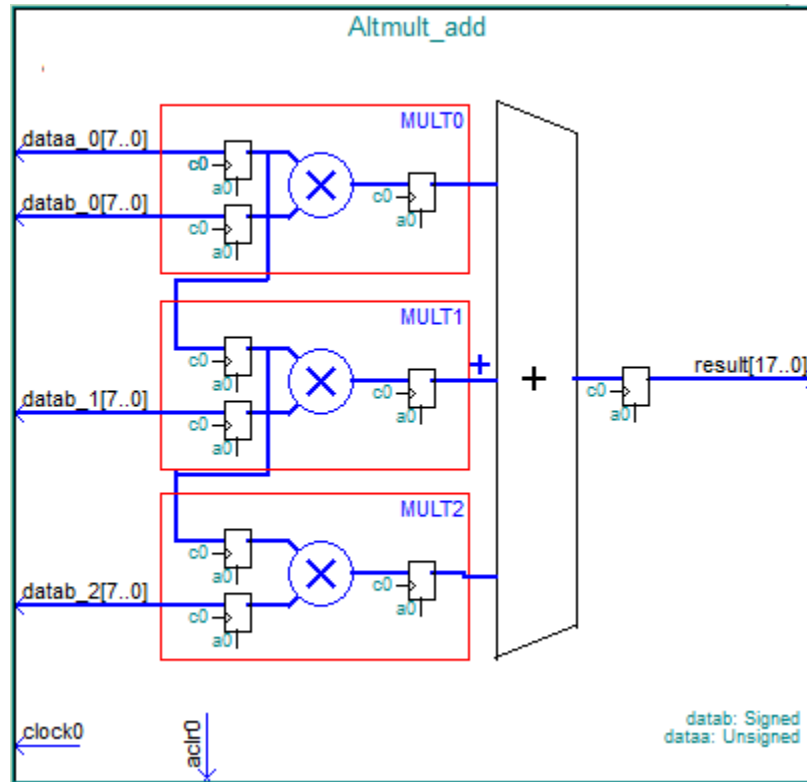 Altmult_add
MULT0
dataa_0[7..0]
c0
a0
c0
a0
datab_0[7..0]
c0
a0
MULT1
c0
a0
+
c0
a0
+
result[17..0]
c0
a0
datab_1[7..0]
c0
a0
MULT2
c0
a0
c0
a0
datab_2[7..0]
c0
a0
clock0
aclr0
datab: Signed
dataa: Unsigned